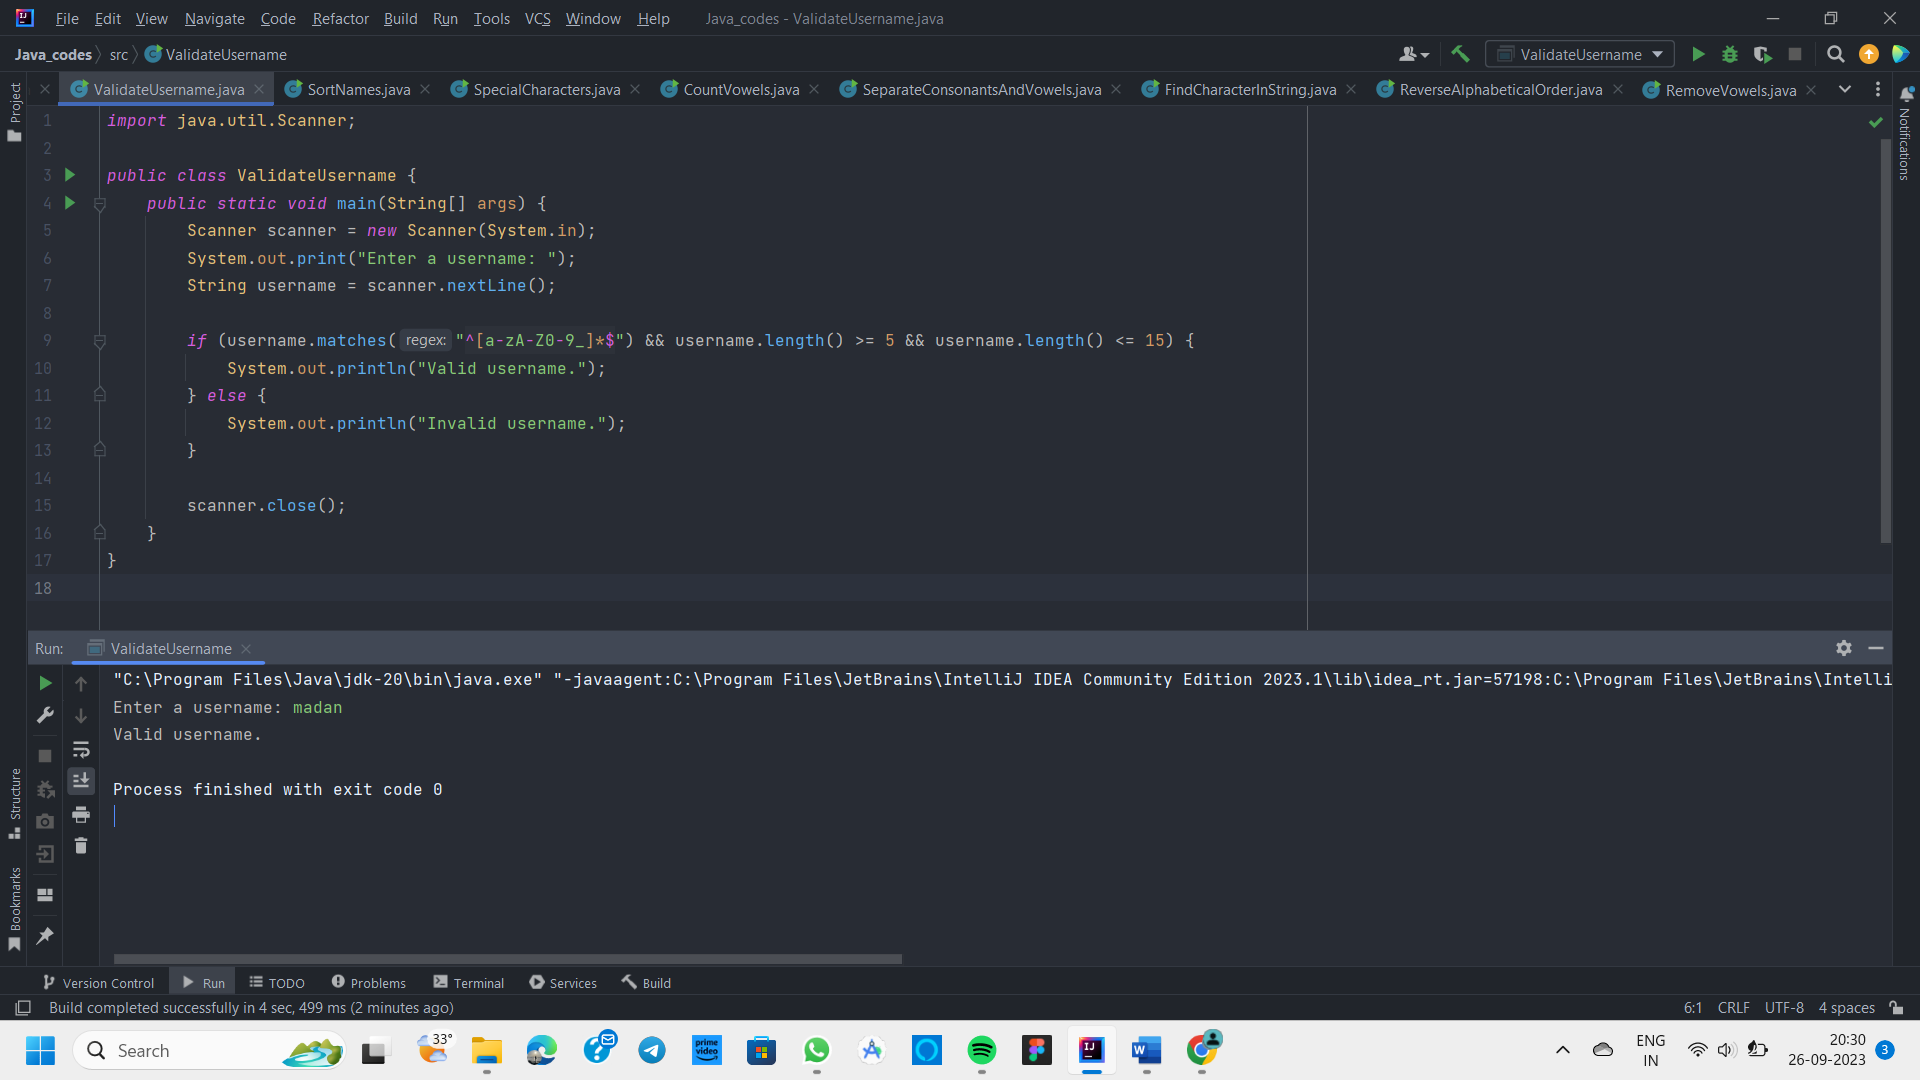 File Edit View Navigate Code Refactor Build Run Tools VCS Window Help Java_codes - ValidateUsername.java
Java_codes src ValidateUsername ValidateUsername
Project
ValidateUsername.java SortNames.java SpecialCharacters.java CountVowels.java SeparateConsonantsAndVowels.java FindCharacterInString.java ReverseAlphabeticalOrder.java RemoveVowels.java
Notifications
1 import java.util.Scanner;
2
3 public class ValidateUsername {
4 public static void main(String[] args) {
5 Scanner scanner = new Scanner(System.in);
6 System.out.print("Enter a username: ");
7 String username = scanner.nextLine();
8
9 if (username.matches( regex: "^[a-zA-Z0-9_]*$") && username.length() >= 5 && username.length() <= 15) {
10 System.out.println("Valid username.");
11 } else {
12 System.out.println("Invalid username.");
13 }
14
15 scanner.close();
16 }
17 }
18
Run: ValidateUsername
"C:\Program Files\Java\jdk-20\bin\java.exe" "-javaagent:C:\Program Files\JetBrains\IntelliJ IDEA Community Edition 2023.1\lib\idea_rt.jar=57198:C:\Program Files\JetBrains\Intelli
Enter a username: madan
Valid username.
Process finished with exit code 0
Structure
Bookmarks
Version Control Run TODO Problems Terminal Services Build
Build completed successfully in 4 sec, 499 ms (2 minutes ago) 6:1 CRLF UTF-8 4 spaces
Search 33° prime video ENG IN 20:30 26-09-2023 3